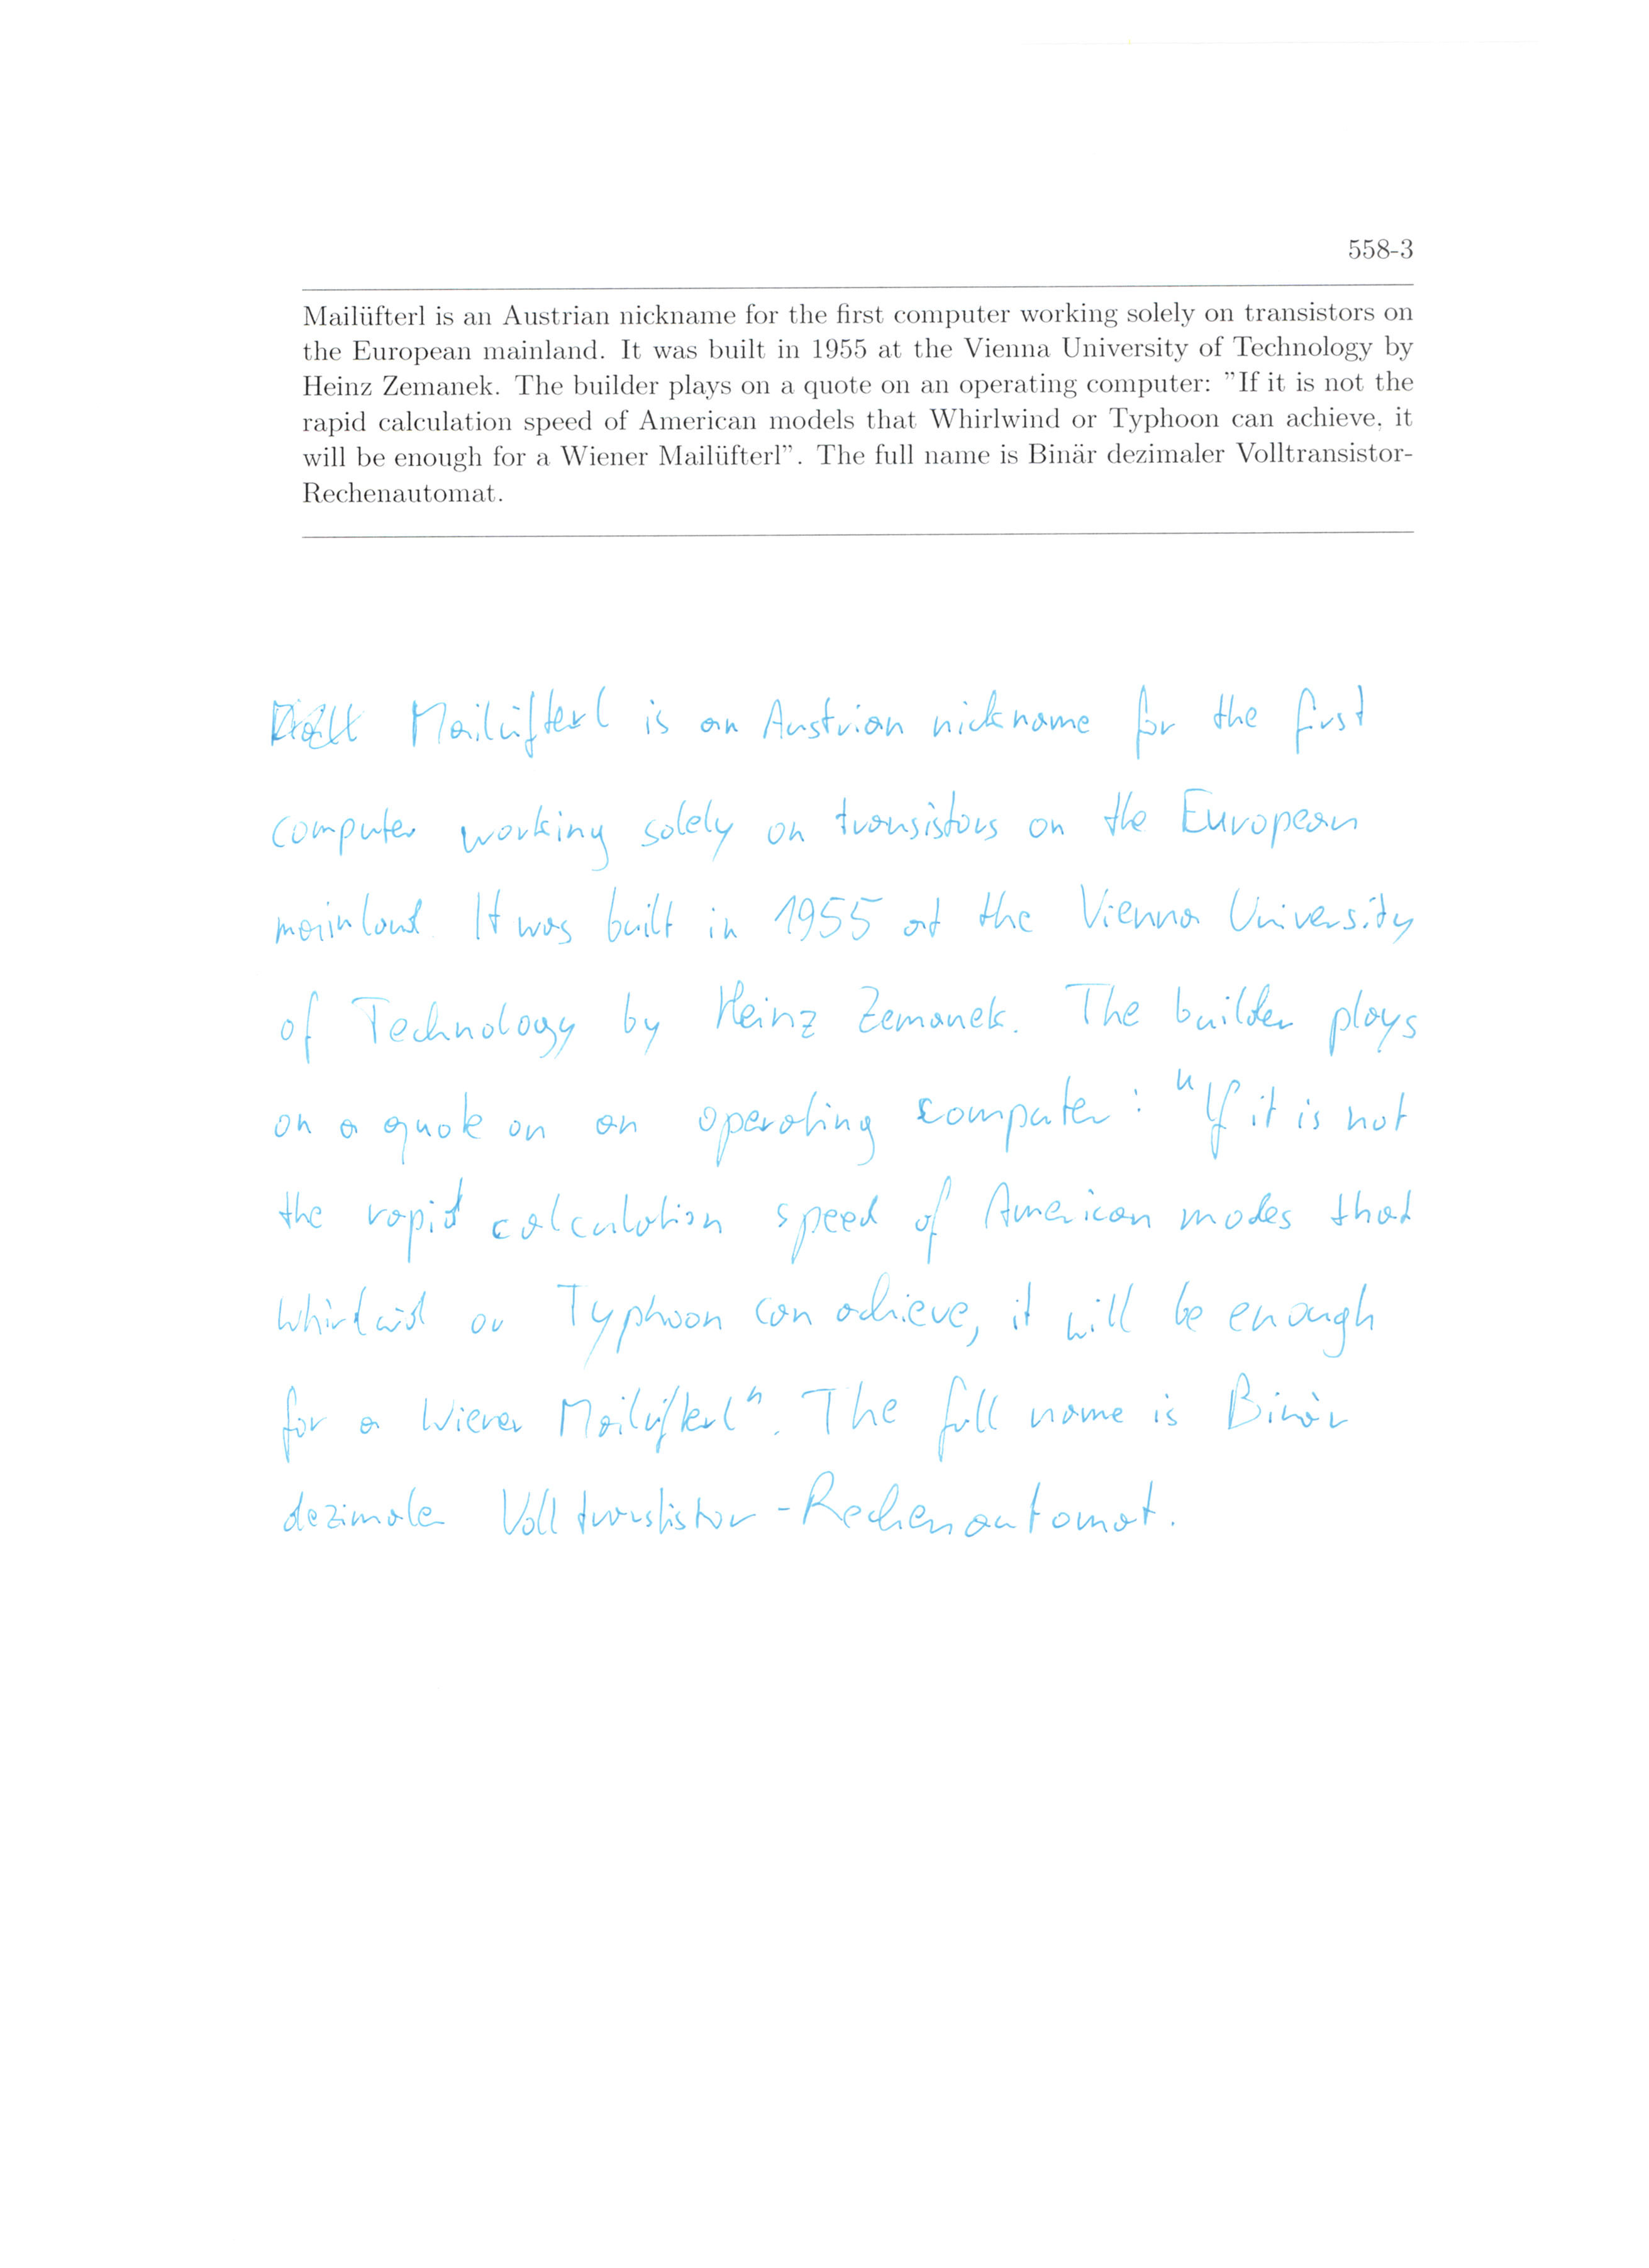 558-3
Mailüfterl is an Austrian nickname for the first computer working solely on transistors on
the European mainland. It was built in 1955 at the Vienna University of Technology by
Heinz Zemanek. The builder plays on a quote on an operating computer: ”If it is not the
rapid calculation speed of American models that Whirlwind or Typhoon can achieve, it
will be enough for a Wiener Mailüfterl”. The full name is Binär dezimaler Volltransistor-
Rechenautomat.
Mailüfterl is an Austrian nickname for the first
computer working solely on transistors on the European
mainland. It was built in 1955 at the Vienna University
of Technology by Heinz Zemanek. The builder plays
on a quote on an operating computer: "If it is not
the rapid calculation speed of American modes that
Whirlwid or Typhoon can achieve, it will be enough
for a Wiener Mailüfterl". The full name is Binär
dezimaler Volltransistor-Rechenautomat.